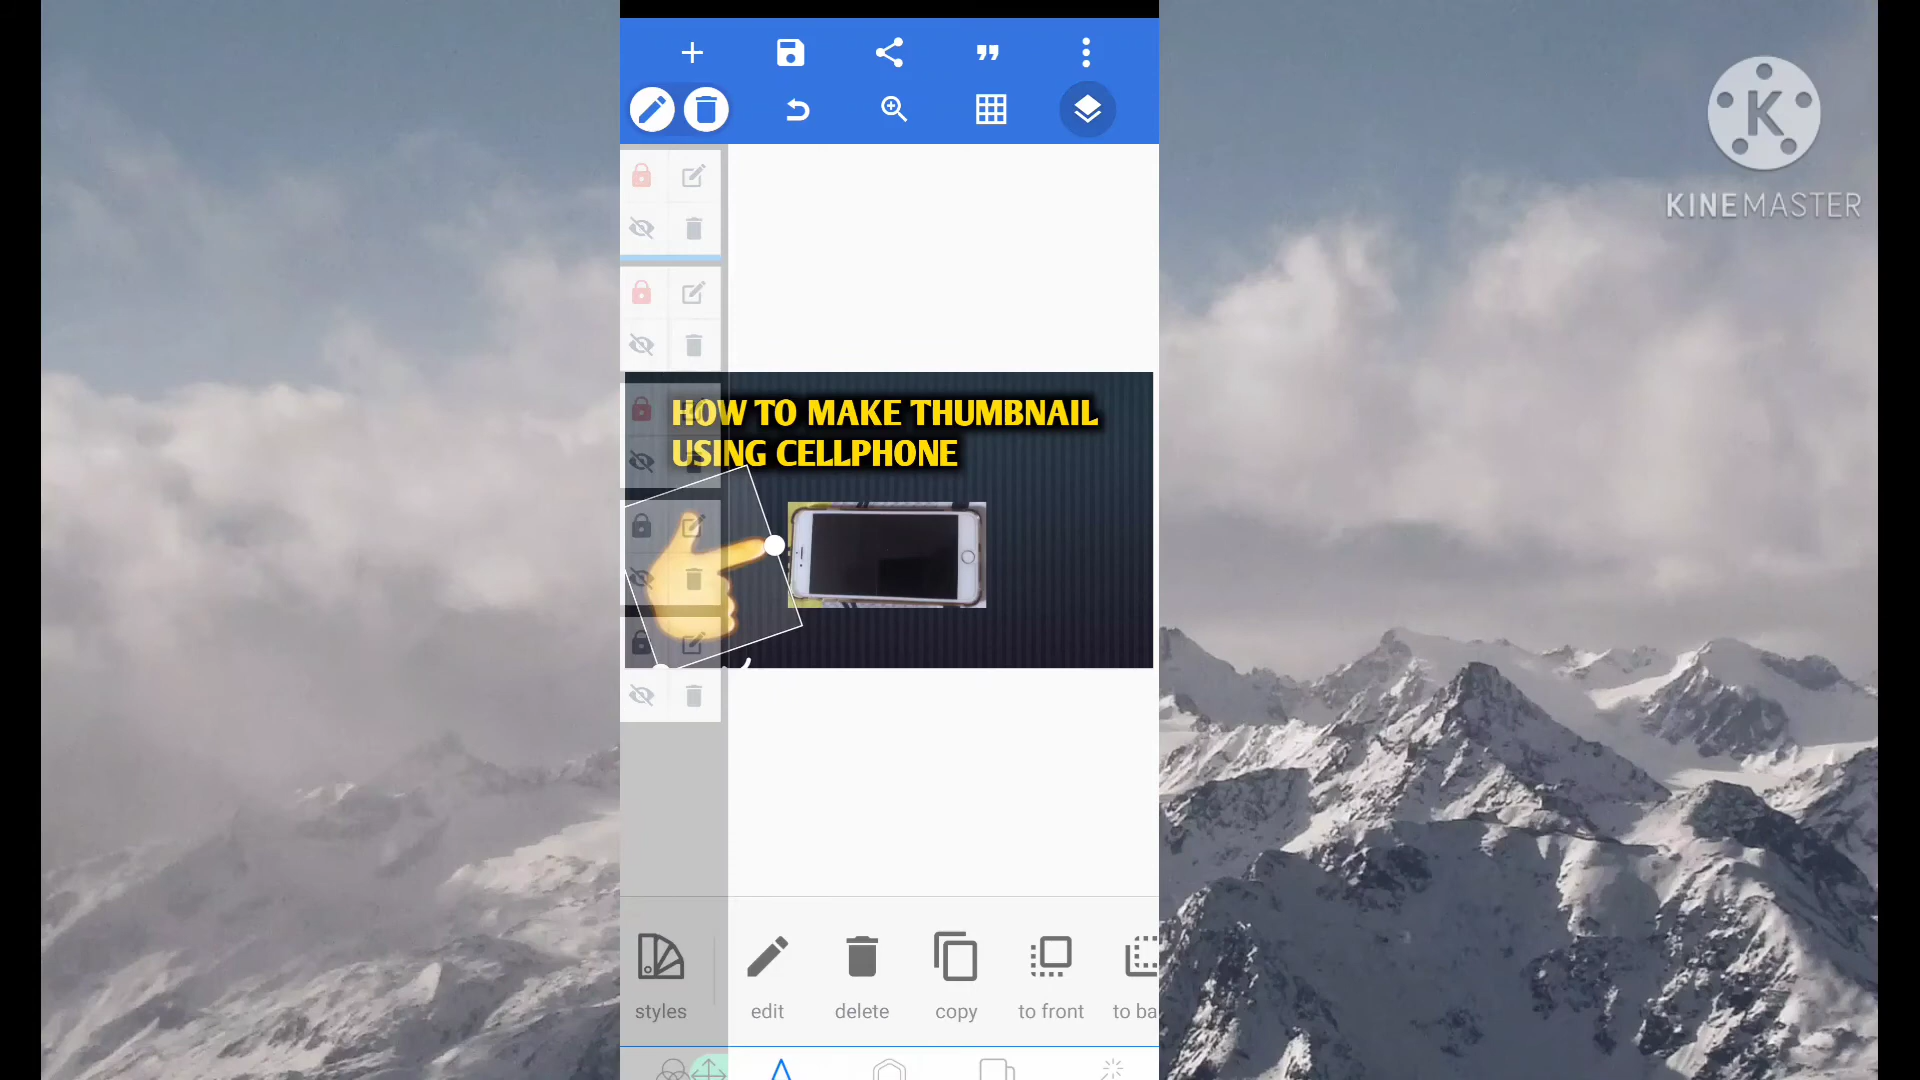 KINEMASTER
HOW TO MAKE THUMBNAIL
USING CELLPHONE
styles
edit
delete
copy
to front
to ba